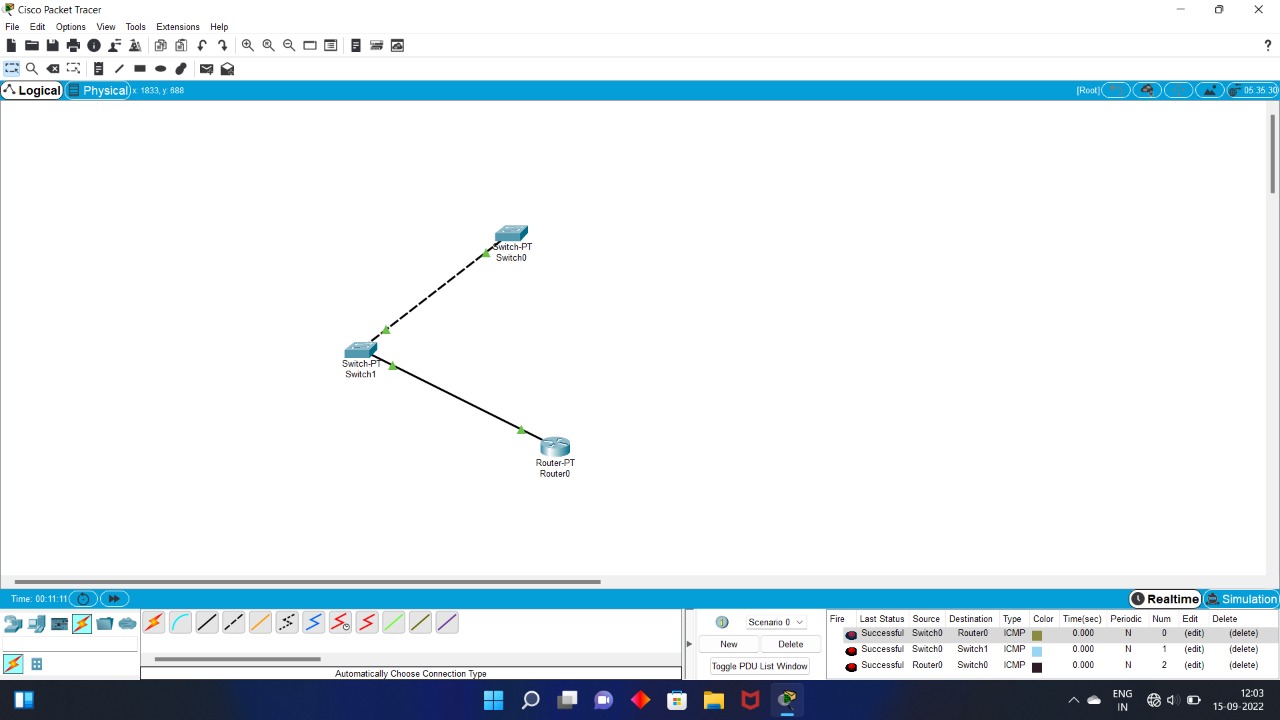 Cisco Packet Tracer
File Edit Options View Tools Extensions Help
?
Logical Physical x: 1833, y: 688 [Root] 05:35:30
Switch-PT
Switch0
Switch-PT
Switch1
Router-PT
Router0
Time: 00:11:11 Realtime Simulation
Scenario 0
New Delete
Toggle PDU List Window
Automatically Choose Connection Type
Fire Last Status Source Destination Type Color Time(sec) Periodic Num Edit Delete
Successful Switch0 Router0 ICMP 0.000 N 0 (edit) (delete)
Successful Switch0 Switch1 ICMP 0.000 N 1 (edit) (delete)
Successful Router0 Switch0 ICMP 0.000 N 2 (edit) (delete)
ENG
IN
12:03
15-09-2022